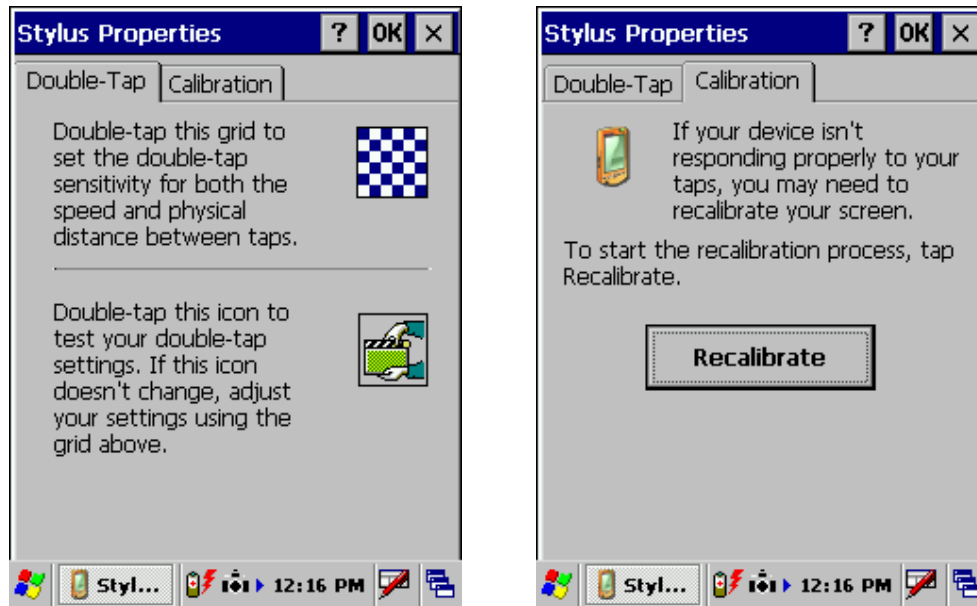 Stylus Properties ? OK ×
Double-Tap Calibration
Double-tap this grid to
set the double-tap
sensitivity for both the
speed and physical
distance between taps.
Double-tap this icon to
test your double-tap
settings. If this icon
doesn't change, adjust
your settings using the
grid above.
Styl... 12:16 PM
Stylus Properties ? OK ×
Double-Tap Calibration
If your device isn't
responding properly to your
taps, you may need to
recalibrate your screen.
To start the recalibration process, tap
Recalibrate.
Recalibrate
Styl... 12:16 PM